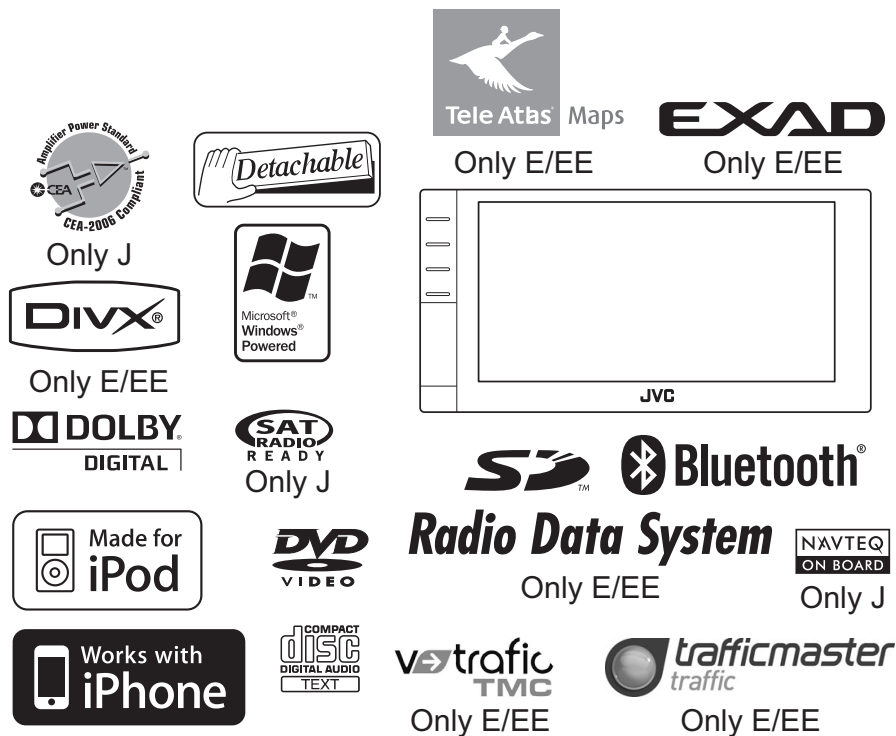 Tele Atlas Maps
Only E/EE
EXAD
Only E/EE
Amplifier Power Standard
CEA
CEA-2006 Compliant
Only J
Detachable
DIVX®
Only E/EE
TM
Microsoft®
Windows®
Powered
JVC
DOLBY®
DIGITAL
SAT
RADIO
READY
Only J
SD™
Bluetooth®
Made for
iPod
DVD
VIDEO
Radio Data System
Only E/EE
NAVTEQ
ON BOARD
Only J
Works with
iPhone
COMPACT
disc
DIGITAL AUDIO
TEXT
V trafic
TMC
Only E/EE
trafficmaster
traffic
Only E/EE